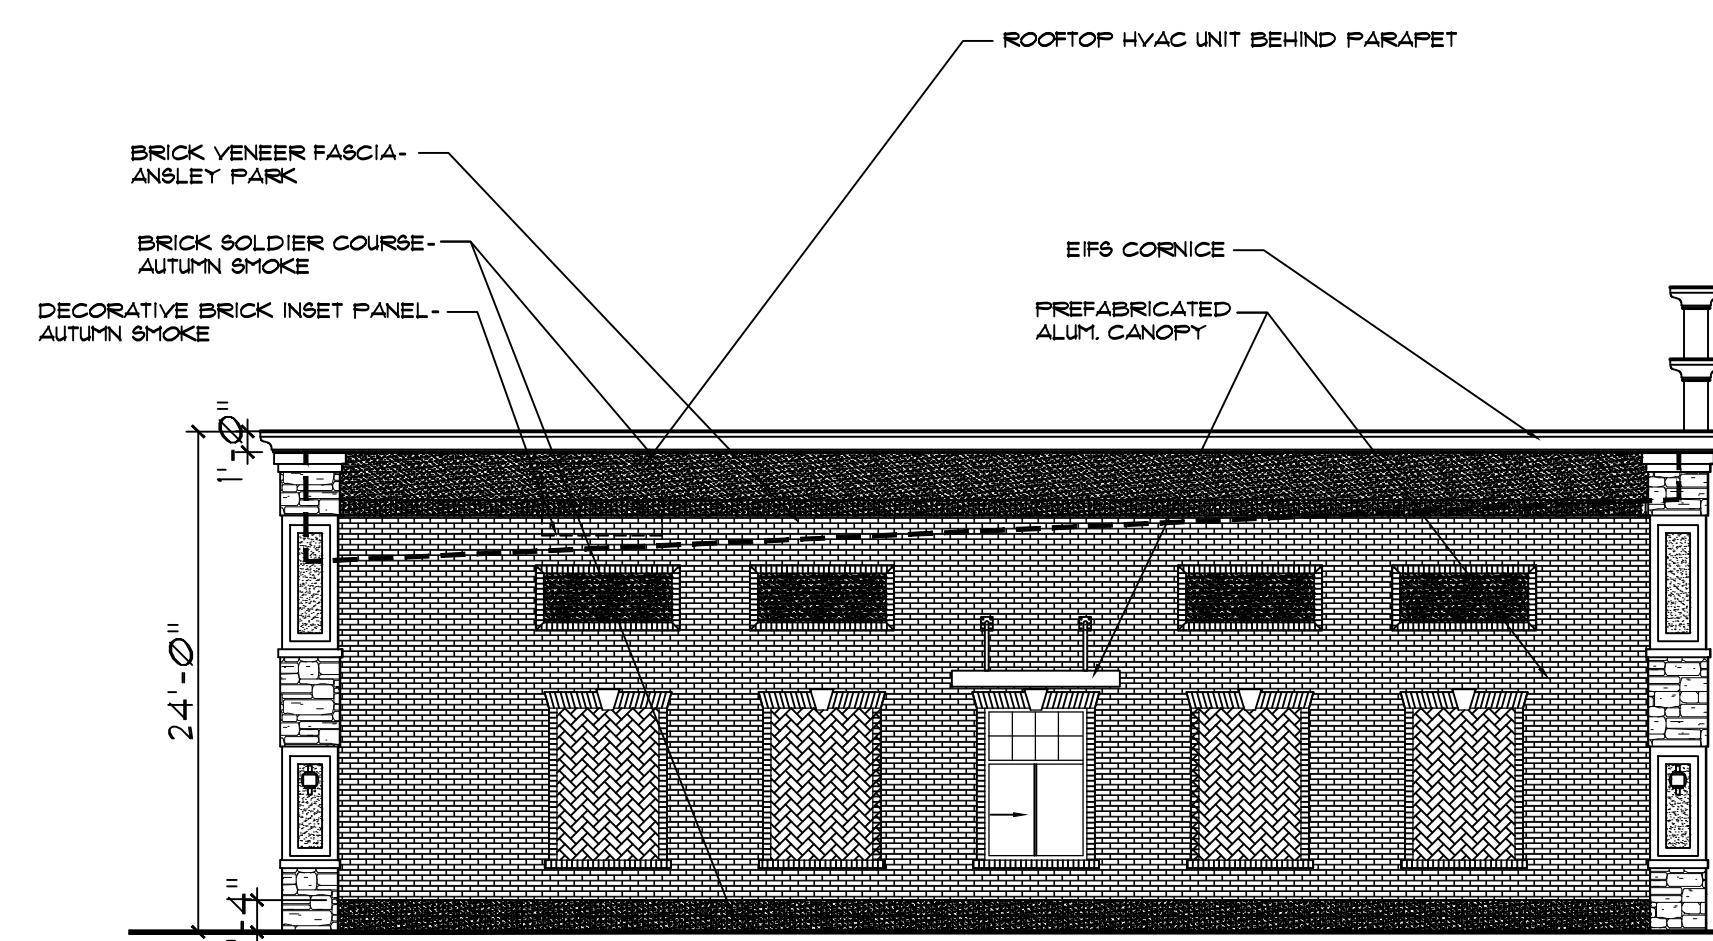 ROOFTOP HVAC UNIT BEHIND PARAPET
BRICK VENEER FASCIA-
ANSLEY PARK
BRICK SOLDIER COURSE-
AUTUMN SMOKE
DECORATIVE BRICK INSET PANEL-
AUTUMN SMOKE
EIFS CORNICE
PREFABRICATED
ALUM. CANOPY
1'-0"
24'-0"
-4"